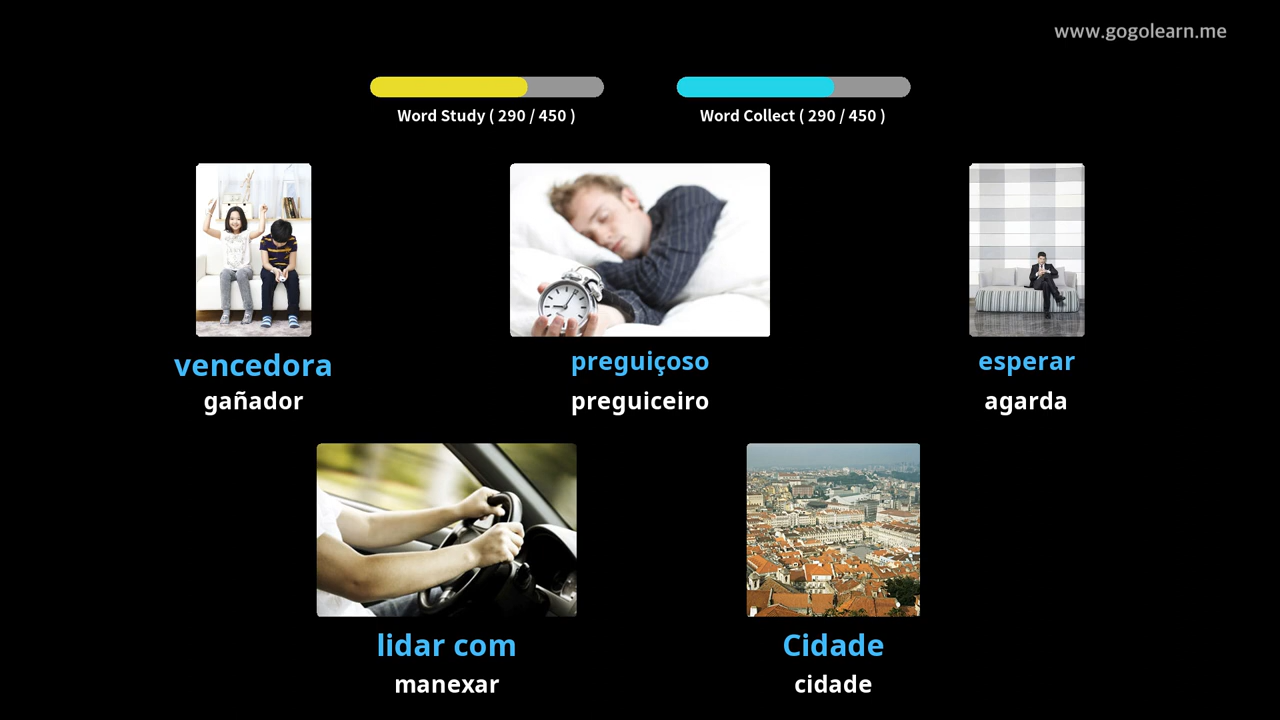 www.gogolearn.me
Word Study ( 290 / 450 )
Word Collect ( 290 / 450 )
vencedora
gañador
preguiçoso
preguiceiro
esperar
agarda
lidar com
manexar
Cidade
cidade